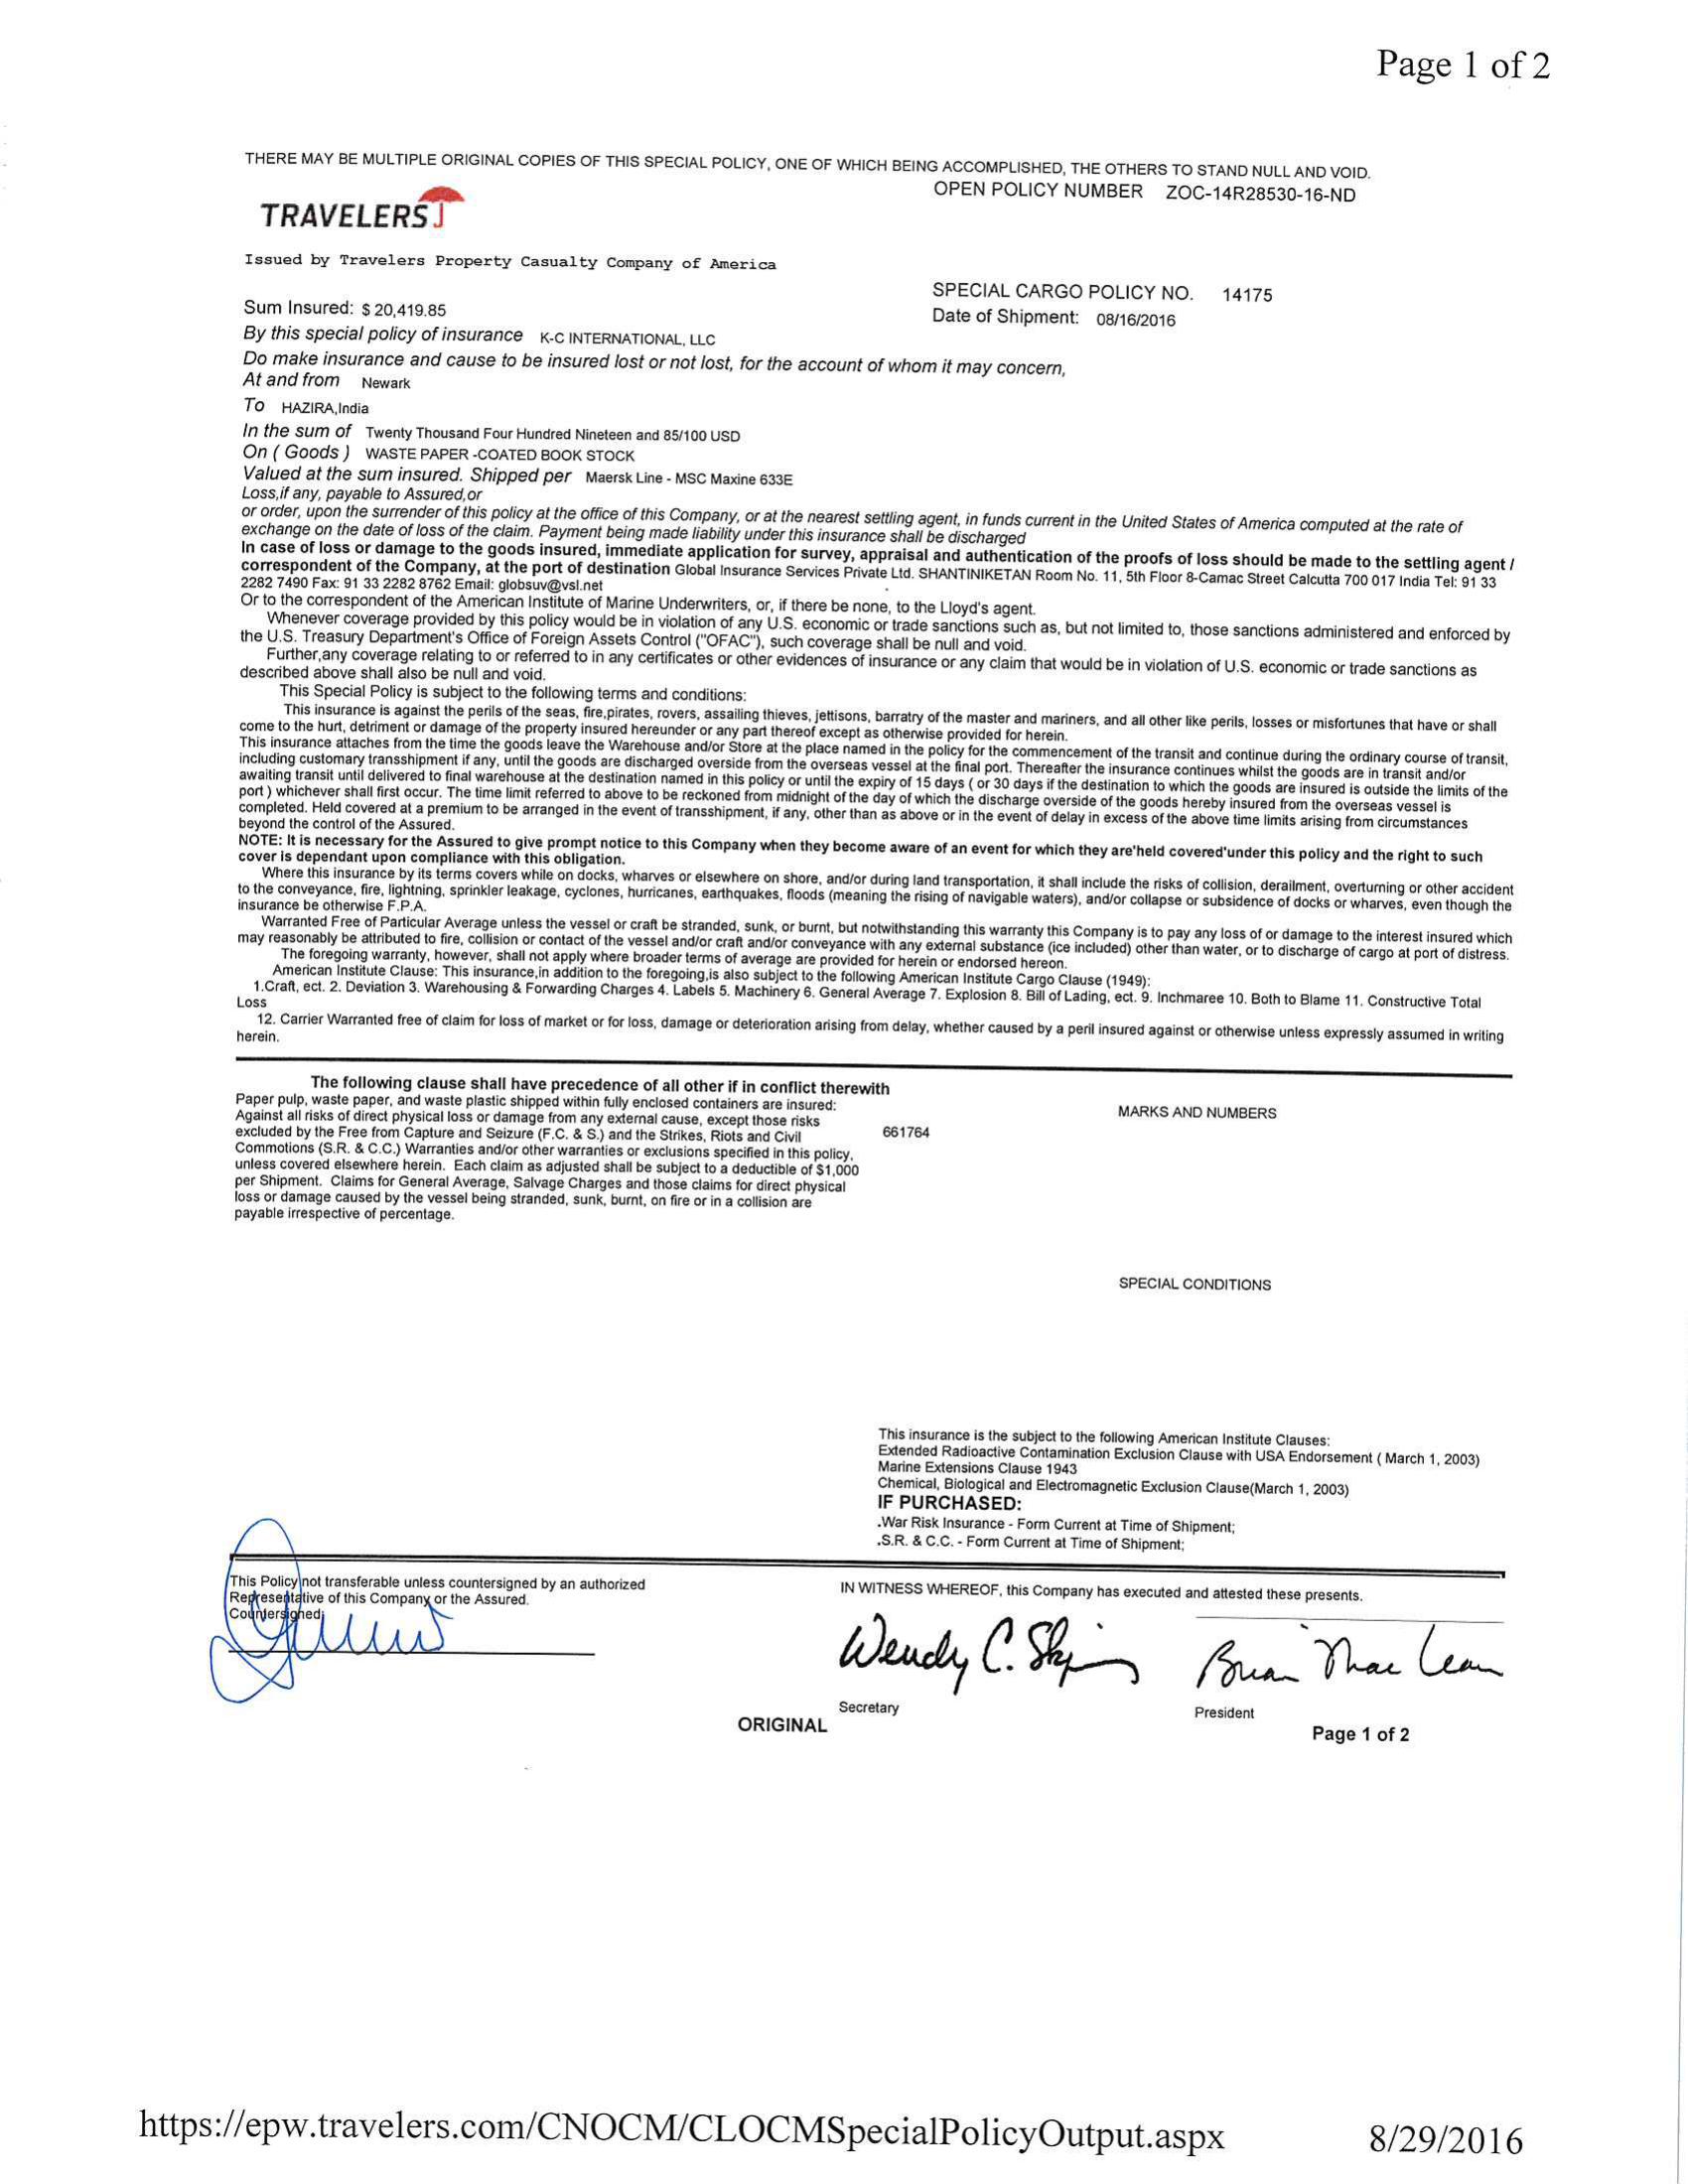 Page 1 of 2
THERE MAY BE MULTIPLE ORIGINAL COPIES OF THIS SPECIAL POLICY, ONE OF WHICH BEING ACCOMPLISHED, THE OTHERS TO STAND NULL AND VOID.
OPEN POLICY NUMBER ZOC-14R28530-16-ND
TRAVELERS
Issued by Travelers Property Casualty Company of America
SPECIAL CARGO POLICY NO. 14175
Sum Insured: $ 20,419.85
Date of Shipment: 08/16/2016
By this special policy of insurance K-C INTERNATIONAL, LLC
Do make insurance and cause to be insured lost or not lost, for the account of whom it may concern,
At and from Newark
To HAZIRA,India
In the sum of Twenty Thousand Four Hundred Nineteen and 85/100 USD
On ( Goods ) WASTE PAPER -COATED BOOK STOCK
Valued at the sum insured. Shipped per Maersk Line - MSC Maxine 633E
Loss,if any, payable to Assured,or
or order, upon the surrender of this policy at the office of this Company, or at the nearest settling agent, in funds current in the United States of America computed at the rate of
exchange on the date of loss of the claim. Payment being made liability under this insurance shall be discharged
In case of loss or damage to the goods insured, immediate application for survey, appraisal and authentication of the proofs of loss should be made to the settling agent /
correspondent of the Company, at the port of destination Global Insurance Services Private Ltd. SHANTINIKETAN Room No. 11, 5th Floor 8-Camac Street Calcutta 700 017 India Tel: 91 33
2282 7490 Fax: 91 33 2282 8762 Email: globsuv@vsl.net
Or to the correspondent of the American Institute of Marine Underwriters, or, if there be none, to the Lloyd's agent.
Whenever coverage provided by this policy would be in violation of any U.S. economic or trade sanctions such as, but not limited to, those sanctions administered and enforced by
the U.S. Treasury Department's Office of Foreign Assets Control ("OFAC"), such coverage shall be null and void.
Further,any coverage relating to or referred to in any certificates or other evidences of insurance or any claim that would be in violation of U.S. economic or trade sanctions as
described above shall also be null and void.
This Special Policy is subject to the following terms and conditions:
This insurance is against the perils of the seas, fire,pirates, rovers, assailing thieves, jettisons, barratry of the master and mariners, and all other like perils, losses or misfortunes that have or shall
come to the hurt, detriment or damage of the property insured hereunder or any part thereof except as otherwise provided for herein.
This insurance attaches from the time the goods leave the Warehouse and/or Store at the place named in the policy for the commencement of the transit and continue during the ordinary course of transit,
including customary transshipment if any, until the goods are discharged overside from the overseas vessel at the final port. Thereafter the insurance continues whilst the goods are in transit and/or
awaiting transit until delivered to final warehouse at the destination named in this policy or until the expiry of 15 days ( or 30 days if the destination to which the goods are insured is outside the limits of the
port ) whichever shall first occur. The time limit referred to above to be reckoned from midnight of the day of which the discharge overside of the goods hereby insured from the overseas vessel is
completed. Held covered at a premium to be arranged in the event of transshipment, if any, other than as above or in the event of delay in excess of the above time limits arising from circumstances
beyond the control of the Assured.
NOTE: It is necessary for the Assured to give prompt notice to this Company when they become aware of an event for which they are'held covered'under this policy and the right to such
cover is dependant upon compliance with this obligation.
Where this insurance by its terms covers while on docks, wharves or elsewhere on shore, and/or during land transportation, it shall include the risks of collision, derailment, overturning or other accident
to the conveyance, fire, lightning, sprinkler leakage, cyclones, hurricanes, earthquakes, floods (meaning the rising of navigable waters), and/or collapse or subsidence of docks or wharves, even though the
insurance be otherwise F.P.A.
Warranted Free of Particular Average unless the vessel or craft be stranded, sunk, or burnt, but notwithstanding this warranty this Company is to pay any loss of or damage to the interest insured which
may reasonably be attributed to fire, collision or contact of the vessel and/or craft and/or conveyance with any external substance (ice included) other than water, or to discharge of cargo at port of distress.
The foregoing warranty, however, shall not apply where broader terms of average are provided for herein or endorsed hereon.
American Institute Clause: This insurance,in addition to the foregoing,is also subject to the following American Institute Cargo Clause (1949):
1.Craft, ect. 2. Deviation 3. Warehousing & Forwarding Charges 4. Labels 5. Machinery 6. General Average 7. Explosion 8. Bill of Lading, ect. 9. Inchmaree 10. Both to Blame 11. Constructive Total
Loss
12. Carrier Warranted free of claim for loss of market or for loss, damage or deterioration arising from delay, whether caused by a peril insured against or otherwise unless expressly assumed in writing
herein.
The following clause shall have precedence of all other if in conflict therewith
Paper pulp, waste paper, and waste plastic shipped within fully enclosed containers are insured:
Against all risks of direct physical loss or damage from any external cause, except those risks
excluded by the Free from Capture and Seizure (F.C. & S.) and the Strikes, Riots and Civil
Commotions (S.R. & C.C.) Warranties and/or other warranties or exclusions specified in this policy,
unless covered elsewhere herein. Each claim as adjusted shall be subject to a deductible of $1,000
per Shipment. Claims for General Average, Salvage Charges and those claims for direct physical
loss or damage caused by the vessel being stranded, sunk, burnt, on fire or in a collision are
payable irrespective of percentage.
MARKS AND NUMBERS
661764
SPECIAL CONDITIONS
This insurance is the subject to the following American Institute Clauses:
Extended Radioactive Contamination Exclusion Clause with USA Endorsement ( March 1, 2003)
Marine Extensions Clause 1943
Chemical, Biological and Electromagnetic Exclusion Clause(March 1, 2003)
IF PURCHASED:
.War Risk Insurance - Form Current at Time of Shipment;
.S.R. & C.C. - Form Current at Time of Shipment;
This Policy not transferable unless countersigned by an authorized
Representative of this Company or the Assured.
Countersigned:
IN WITNESS WHEREOF, this Company has executed and attested these presents.
Wendy C.
Brian Mac Lean
Secretary
President
ORIGINAL
Page 1 of 2
https://epw.travelers.com/CNOCM/CLOCMSpecialPolicyOutput.aspx
8/29/2016